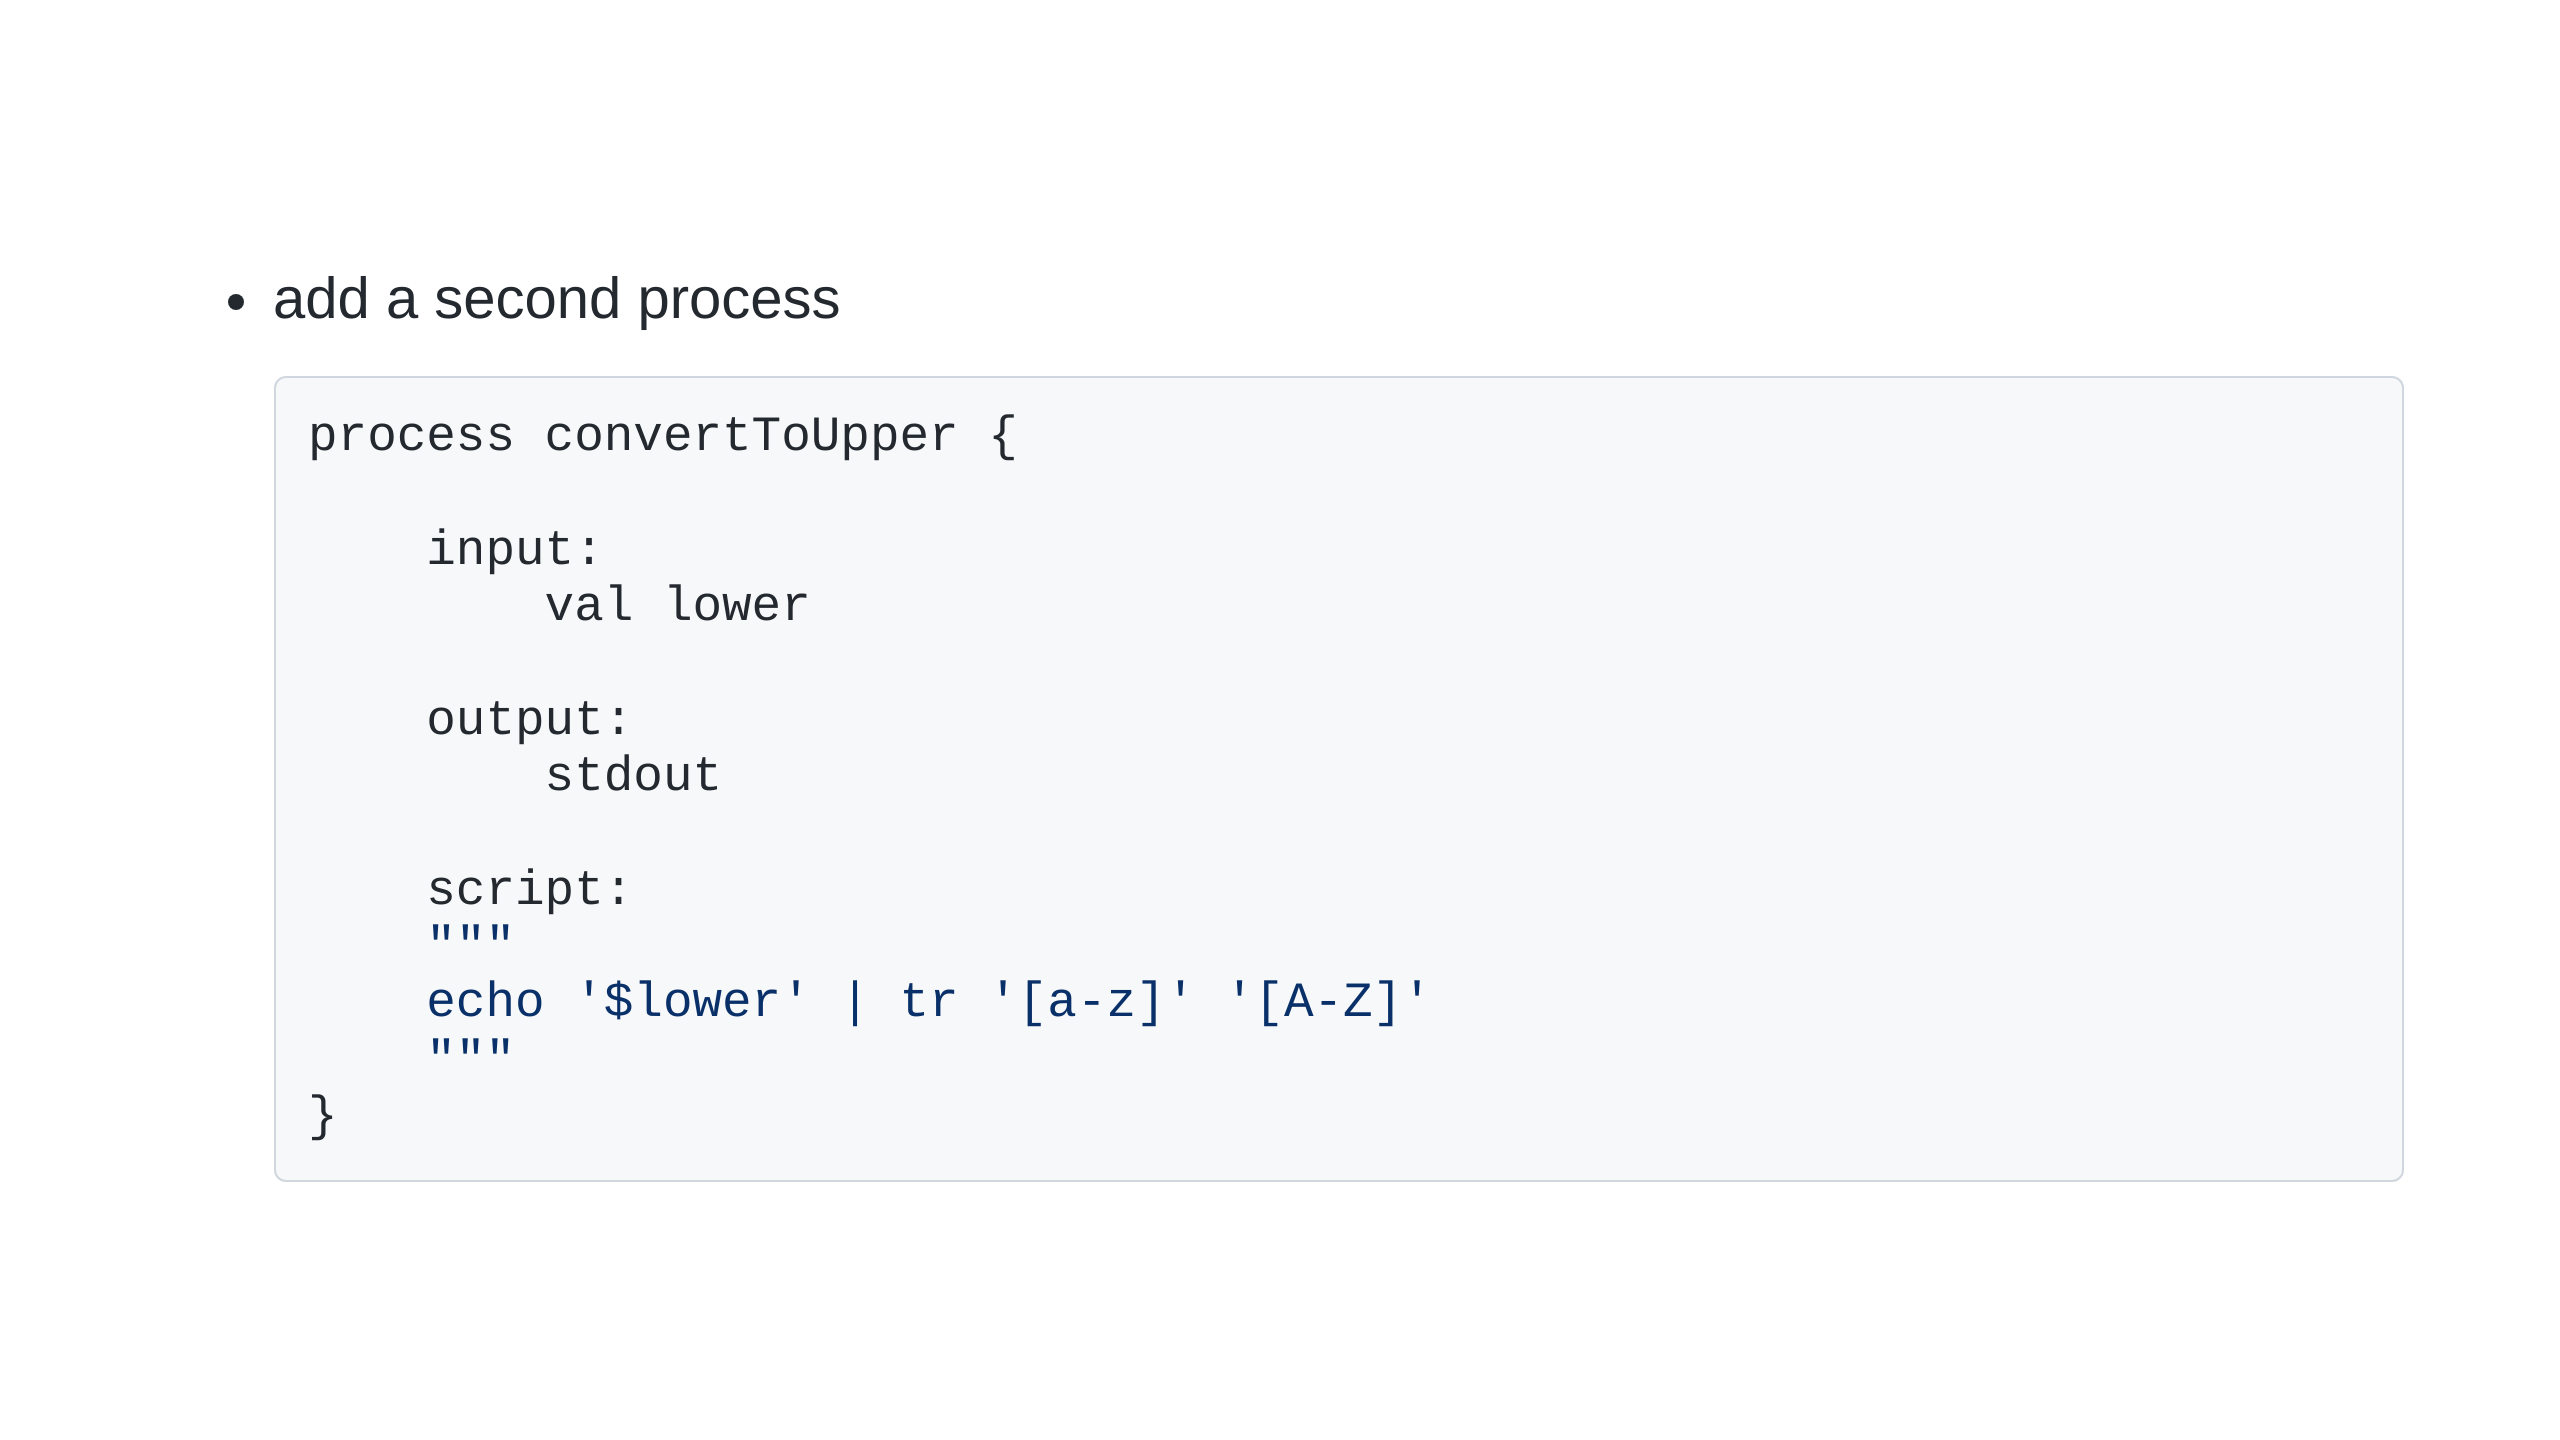 • add a second process
process convertToUpper {
    input:
        val lower
    output:
        stdout
    script:
    """
    echo '$lower' | tr '[a-z]' '[A-Z]'
    """
}